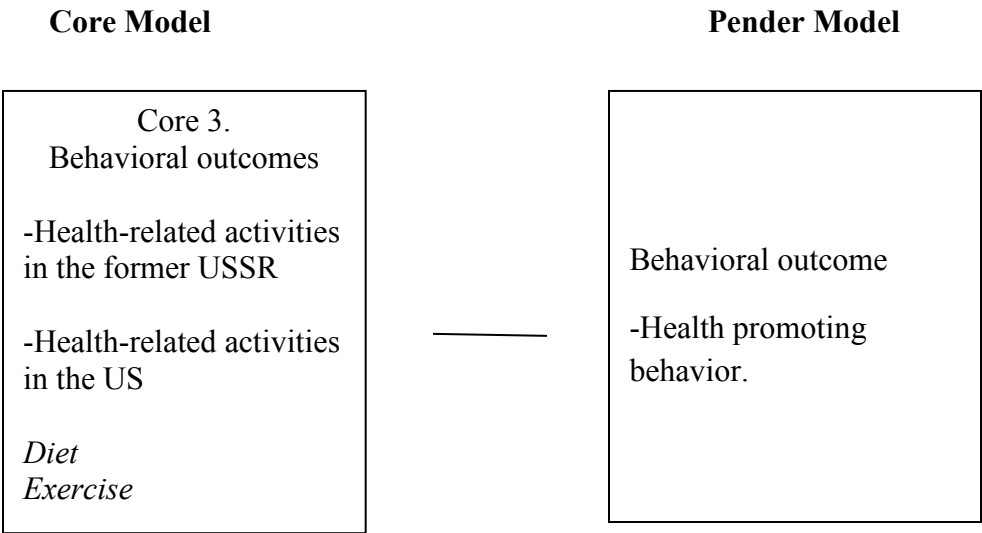 Core Model
Pender Model
Core 3.
Behavioral outcomes
-Health-related activities
in the former USSR
-Health-related activities
in the US
Diet
Exercise
Behavioral outcome
-Health promoting
behavior.